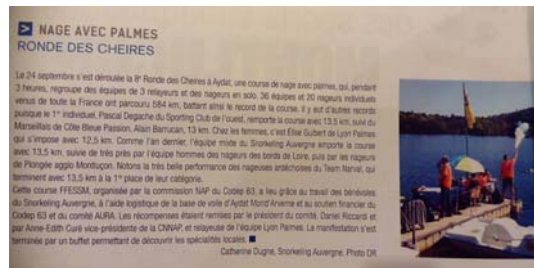 NAGE AVEC PALMES
RONDE DES CHEIRES
Le 24 septembre s'est déroulée la 8e Ronde des Cheires à Aydat, une course de nage avec palmes, qui, pendant
3 heures, regroupe des équipes de 3 relayeurs et des nageurs en solo. 36 équipes et 20 nageurs individuels
venus de toute la France ont parcouru 584 km, battant ainsi le record de la course. Il y eut d'autres records
puisque le 1er individuel, Pascal Degache du Sporting Club de l'ouest, remporte la course avec 13,5 km, suivi du
Marseillais de Côte Bleue Passion, Alain Barrucan, 13 km. Chez les femmes, c'est Élise Guibert de Lyon Palmes
qui s'impose avec 12,5 km. Comme l'an dernier, l'équipe mixte du Snorkeling Auvergne emporte la course
avec 13,5 km, suivie de très près par l'équipe hommes des nageurs des bords de Loire, puis par les nageurs
de Plongée agglo Montluçon. Notons la très belle performance des nageuses ardéchoises du Team Narval, qui
terminent avec 13,5 km à la 1re place de leur catégorie.
Cette course FFESSM, organisée par la commission NAP du Codep 63, a lieu grâce au travail des bénévoles
du Snorkeling Auvergne, à l'aide logistique de la base de voile d'Aydat Mond'Arverne et au soutien financier du
Codep 63 et du comité AURA. Les récompenses étaient remises par le président du comité, Daniel Riccardi et
par Anne-Edith Curé vice-présidente de la CNNAP, et relayeuse de l'équipe Lyon Palmes. La manifestation s'est
terminée par un buffet permettant de découvrir les spécialités locales.
Catherine Dugne, Snorkeling Auvergne. Photo DR